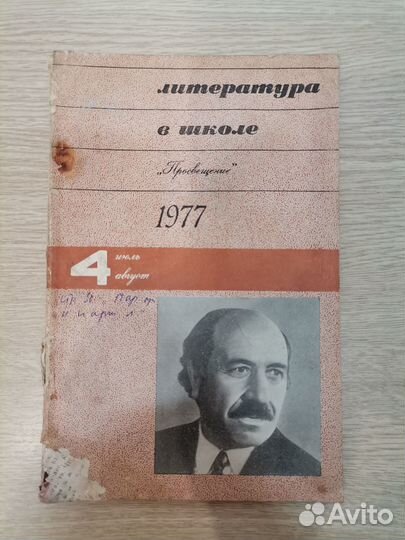 литература
в школе
„Просвещение"
1977
4 июль
август
Avito